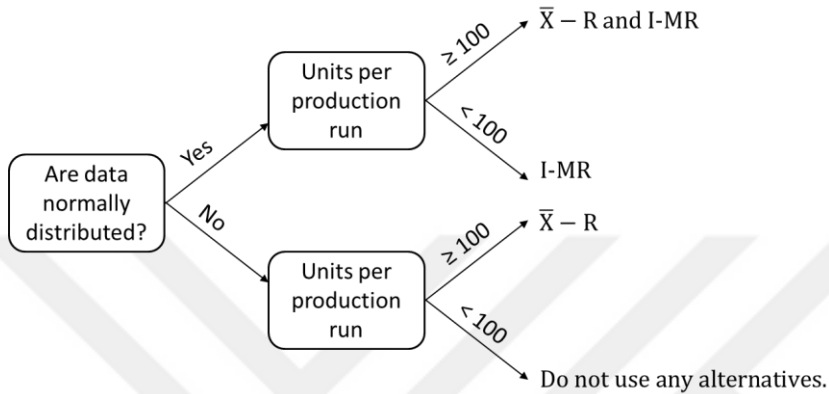 Are data
normally
distributed?
Yes
No
Units per
production
run
≥ 100
< 100
X̅ – R and I-MR
I-MR
Units per
production
run
≥ 100
< 100
X̅ – R
Do not use any alternatives.